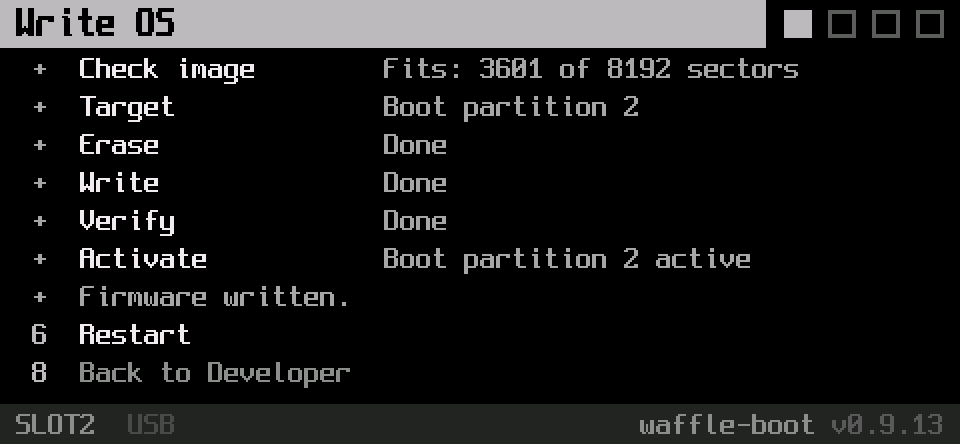 Write OS
+ Check image Fits: 3601 of 8192 sectors
+ Target Boot partition 2
+ Erase Done
+ Write Done
+ Verify Done
+ Activate Boot partition 2 active
+ Firmware written.
6 Restart
8 Back to Developer
SLOT2 USB waffle-boot v0.9.13